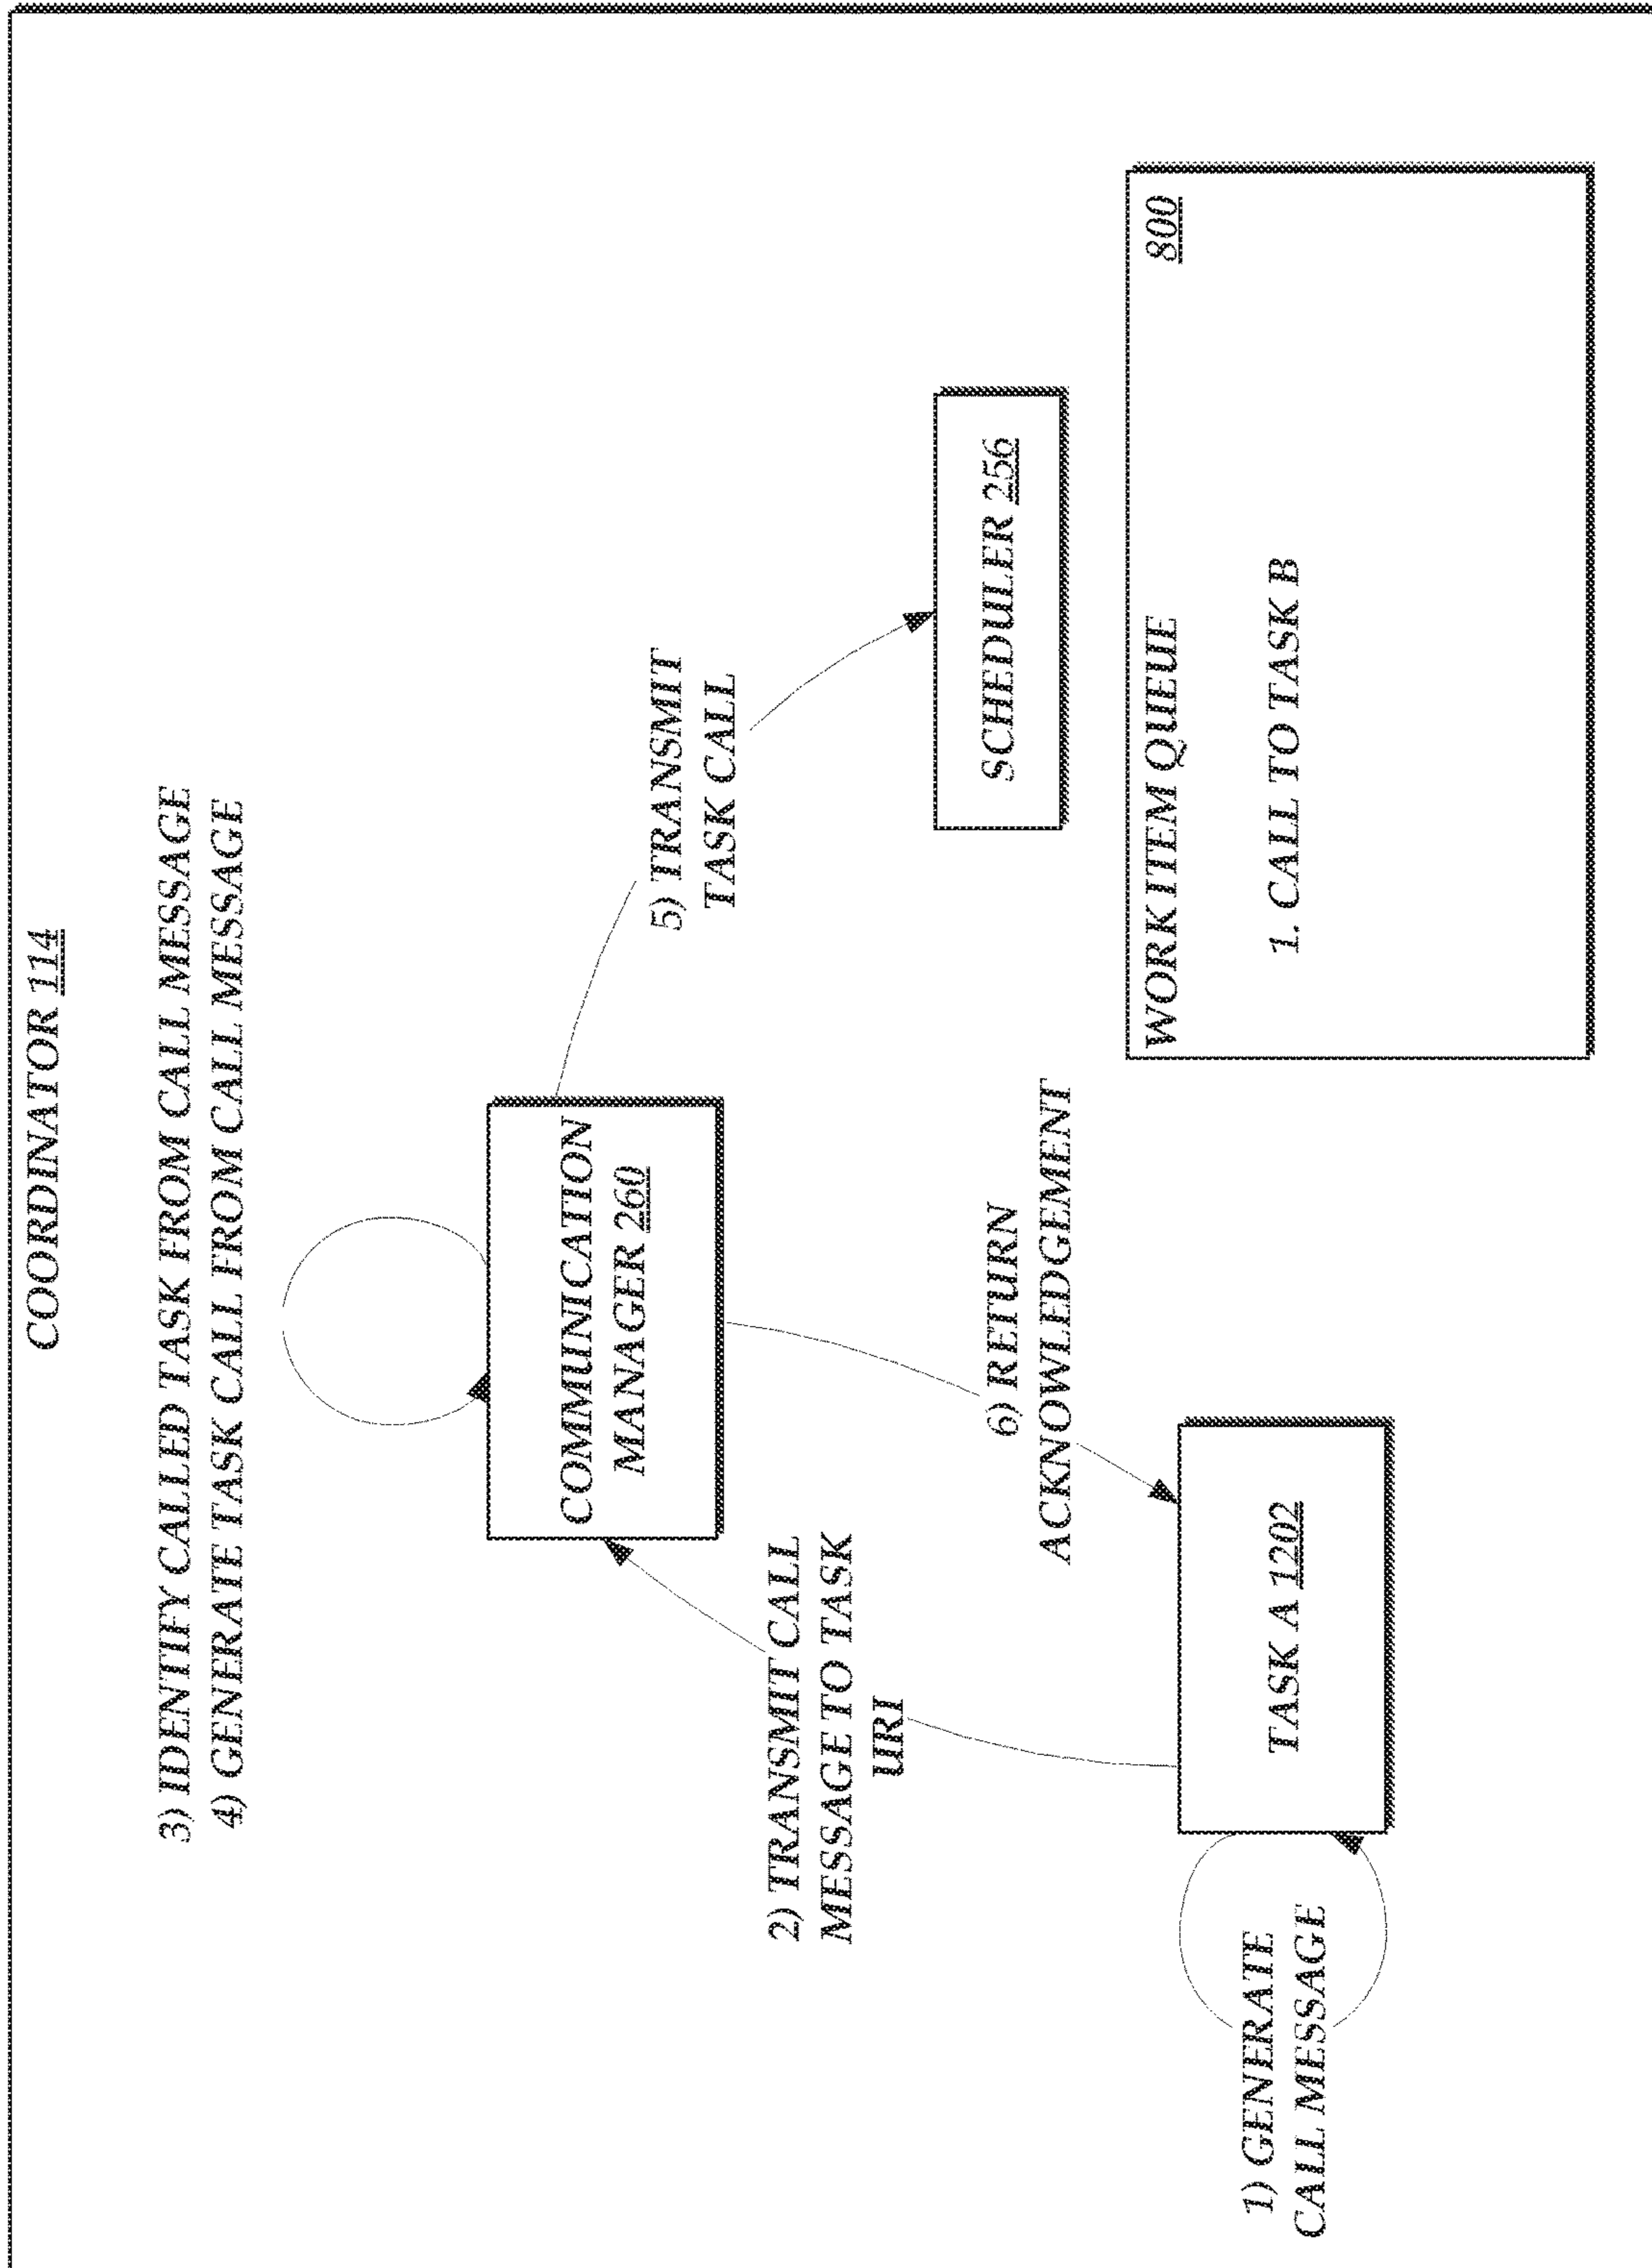 COORDINATOR 114
3) IDENTIFY CALLED TASK FROM CALL MESSAGE
4) GENERATE TASK CALL FROM CALL MESSAGE
COMMUNICATION
MANAGER 260
5) TRANSMIT
TASK CALL
2) TRANSMIT CALL
MESSAGE TO TASK
URI
6) RETURN
ACKNOWLEDGEMENT
SCHEDULER 256
1) GENERATE
CALL MESSAGE
TASK A 1202
WORK ITEM QUEUE 800
1. CALL TO TASK B